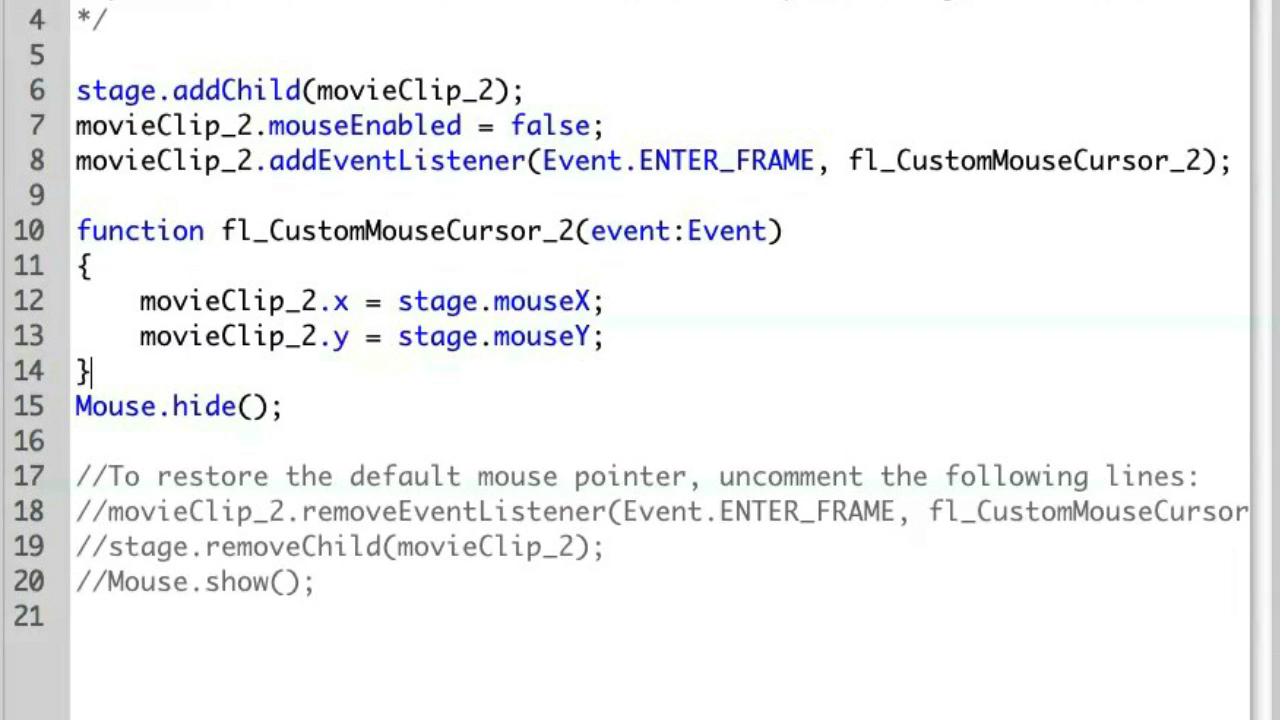 4 */
5
6 stage.addChild(movieClip_2);
7 movieClip_2.mouseEnabled = false;
8 movieClip_2.addEventListener(Event.ENTER_FRAME, fl_CustomMouseCursor_2);
9
10 function fl_CustomMouseCursor_2(event:Event)
11 {
12     movieClip_2.x = stage.mouseX;
13     movieClip_2.y = stage.mouseY;
14 }
15 Mouse.hide();
16
17 //To restore the default mouse pointer, uncomment the following lines:
18 //movieClip_2.removeEventListener(Event.ENTER_FRAME, fl_CustomMouseCursor
19 //stage.removeChild(movieClip_2);
20 //Mouse.show();
21